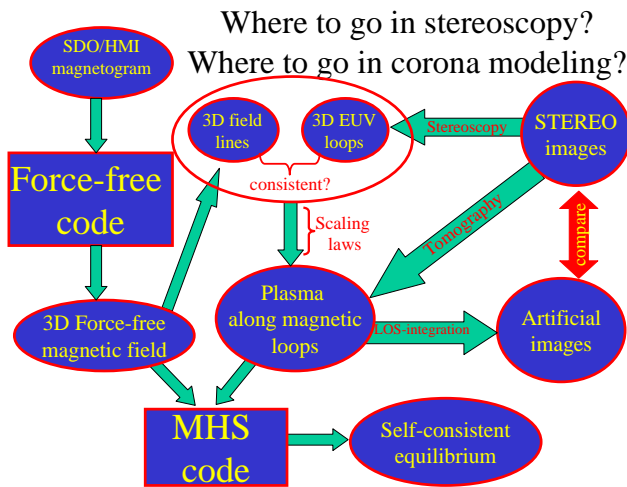 Where to go in stereoscopy?
Where to go in corona modeling?
SDO/HMI
magnetogram
3D field
lines
3D EUV
loops
consistent?
Stereoscopy
STEREO
images
Force-free
code
Scaling
laws
Tomography
compare
3D Force-free
magnetic field
Plasma
along magnetic
loops
LOS-integration
Artificial
images
MHS
code
Self-consistent
equilibrium